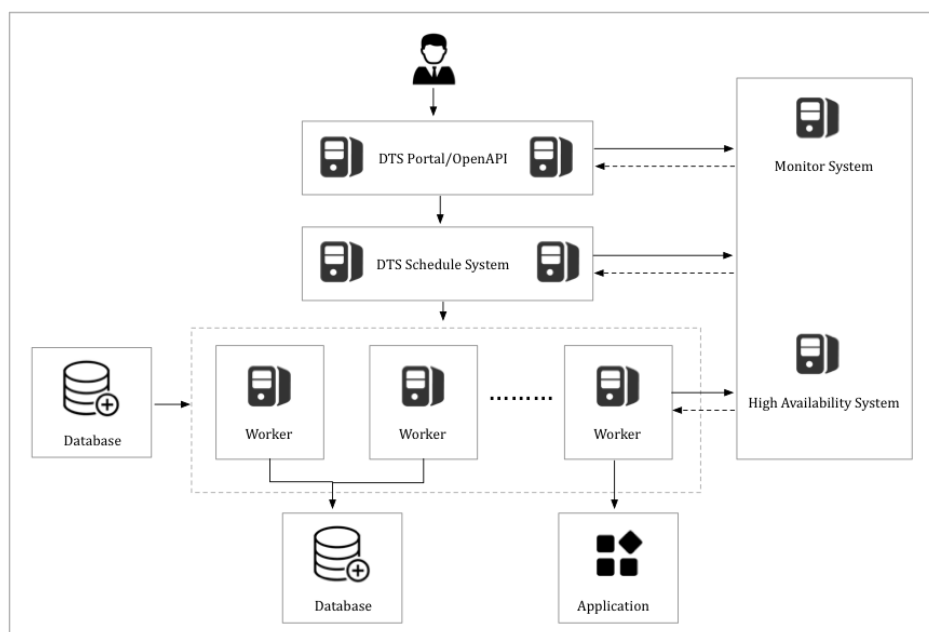 DTS Portal/OpenAPI
Monitor System
DTS Schedule System
High Availability System
Database
Worker
Worker
………
Worker
Database
Application